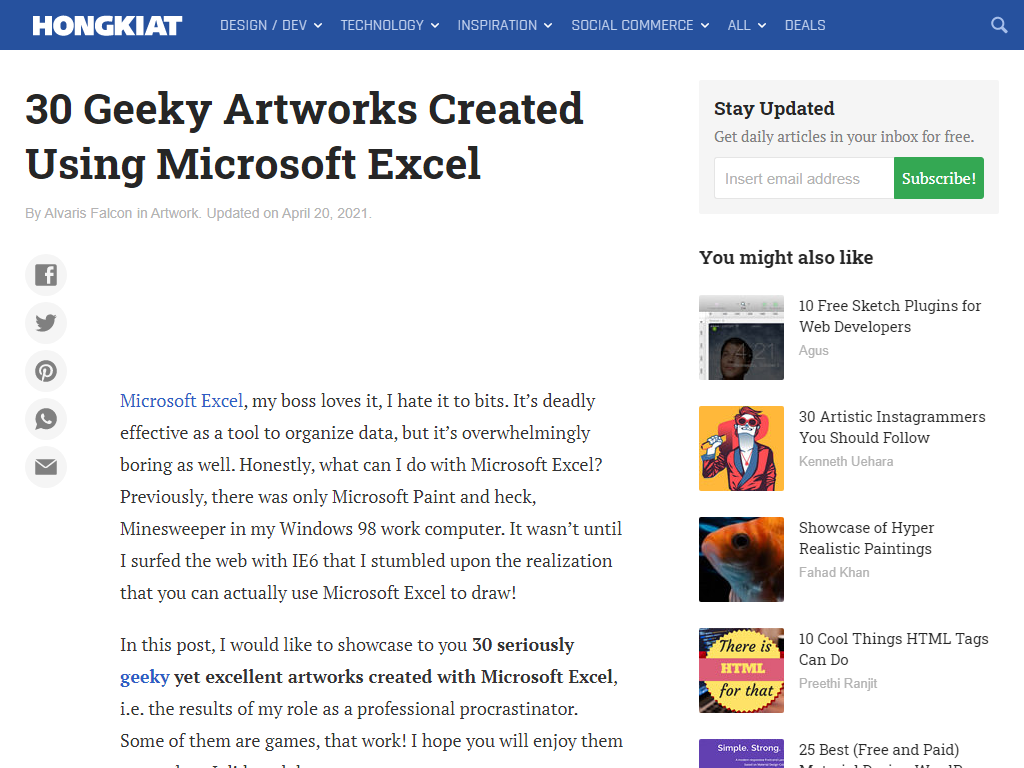 HONGKIAT
DESIGN / DEV
TECHNOLOGY
INSPIRATION
SOCIAL COMMERCE
ALL
DEALS
30 Geeky Artworks Created
Using Microsoft Excel
By Alvaris Falcon in Artwork. Updated on April 20, 2021.
Microsoft Excel, my boss loves it, I hate it to bits. It’s deadly
effective as a tool to organize data, but it’s overwhelmingly
boring as well. Honestly, what can I do with Microsoft Excel?
Previously, there was only Microsoft Paint and heck,
Minesweeper in my Windows 98 work computer. It wasn’t until
I surfed the web with IE6 that I stumbled upon the realization
that you can actually use Microsoft Excel to draw!
In this post, I would like to showcase to you 30 seriously
geeky yet excellent artworks created with Microsoft Excel,
i.e. the results of my role as a professional procrastinator.
Some of them are games, that work! I hope you will enjoy them
Stay Updated
Get daily articles in your inbox for free.
Insert email address
Subscribe!
You might also like
4:21
10 Free Sketch Plugins for
Web Developers
Agus
30 Artistic Instagrammers
You Should Follow
Kenneth Uehara
Showcase of Hyper
Realistic Paintings
Fahad Khan
There is
HTML
for that
10 Cool Things HTML Tags
Can Do
Preethi Ranjit
Simple. Strong.
25 Best (Free and Paid)